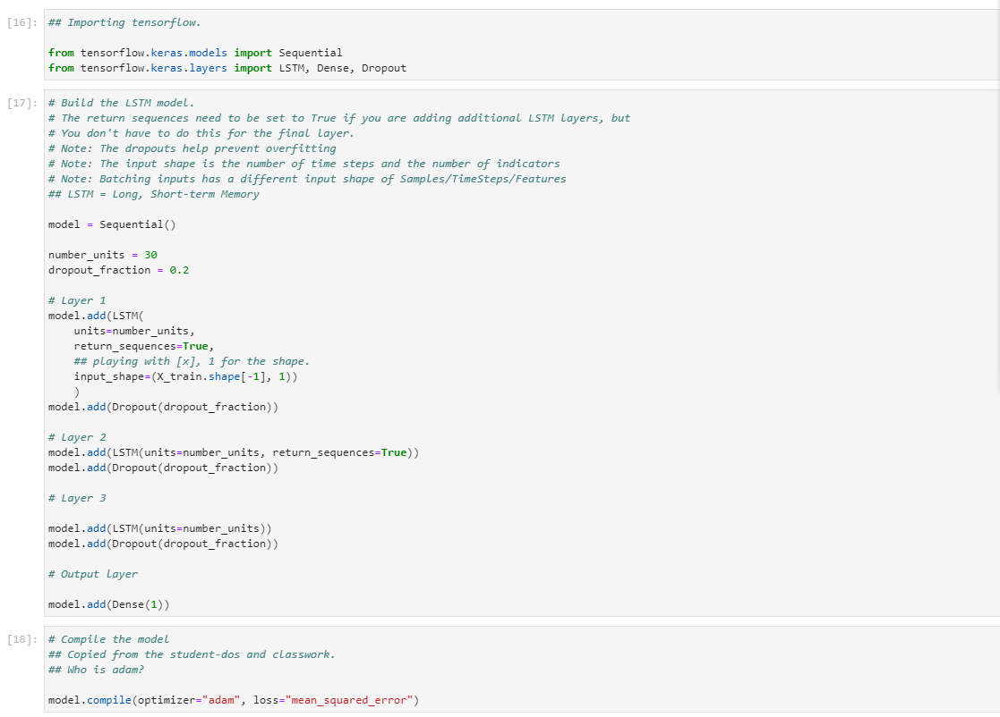 [16]: ## Importing tensorflow.
from tensorflow.keras.models import Sequential
from tensorflow.keras.layers import LSTM, Dense, Dropout
[17]: # Build the LSTM model.
# The return sequences need to be set to True if you are adding additional LSTM layers, but
# You don't have to do this for the final layer.
# Note: The dropouts help prevent overfitting
# Note: The input shape is the number of time steps and the number of indicators
# Note: Batching inputs has a different input shape of Samples/TimeSteps/Features
## LSTM = Long, Short-term Memory
model = Sequential()
number_units = 30
dropout_fraction = 0.2
# Layer 1
model.add(LSTM(
    units=number_units,
    return_sequences=True,
    ## playing with [x], 1 for the shape.
    input_shape=(X_train.shape[-1], 1))
    )
model.add(Dropout(dropout_fraction))
# Layer 2
model.add(LSTM(units=number_units, return_sequences=True))
model.add(Dropout(dropout_fraction))
# Layer 3
model.add(LSTM(units=number_units))
model.add(Dropout(dropout_fraction))
# Output layer
model.add(Dense(1))
[18]: # Compile the model
## Copied from the student-dos and classwork.
## Who is adam?
model.compile(optimizer="adam", loss="mean_squared_error")